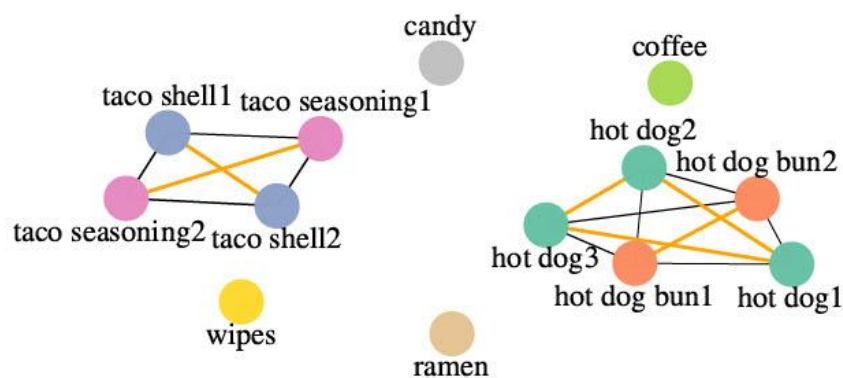 candy
coffee
taco shell1
taco seasoning1
hot dog2
hot dog bun2
taco seasoning2
taco shell2
hot dog3
hot dog bun1
hot dog1
wipes
ramen